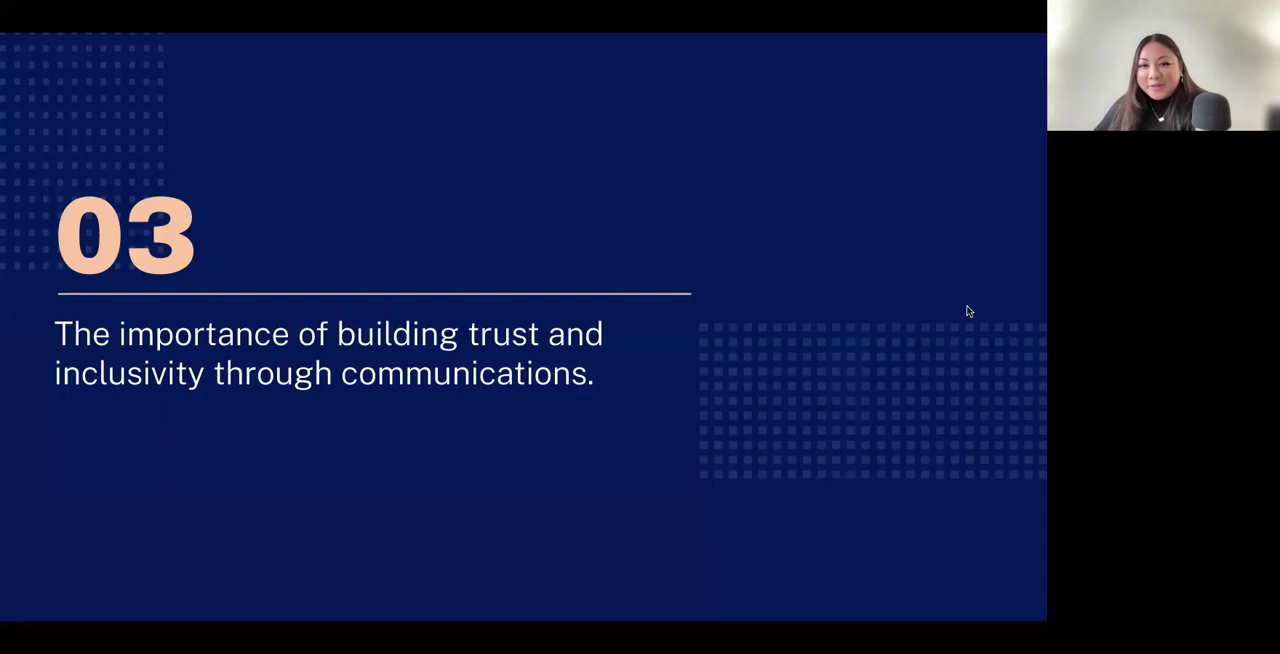 03
The importance of building trust and
inclusivity through communications.